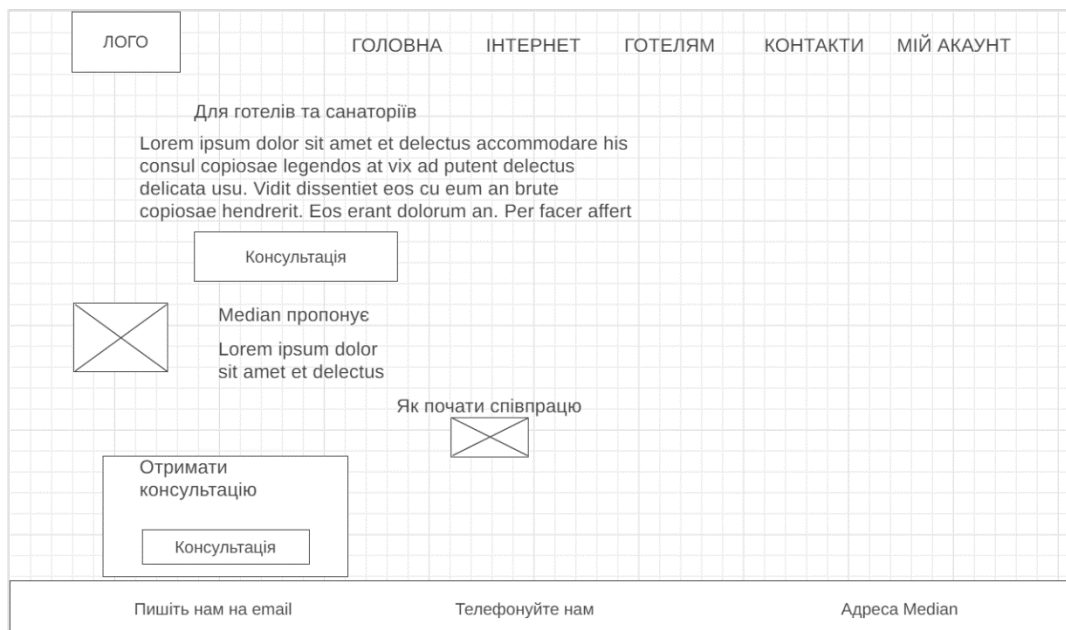 ЛОГО
ГОЛОВНА ІНТЕРНЕТ ГОТЕЛЯМ КОНТАКТИ МІЙ АКАУНТ
Для готелів та санаторіїв
Lorem ipsum dolor sit amet et delectus accommodare his
consul copiosae legendos at vix ad putent delectus
delicata usu. Vidit dissentiet eos cu eum an brute
copiosae hendrerit. Eos erant dolorum an. Per facer affert
Консультація
Median пропонує
Lorem ipsum dolor
sit amet et delectus
Як почати співпрацю
Отримати
консультацію
Консультація
Пишіть нам на email Телефонуйте нам Адреса Median